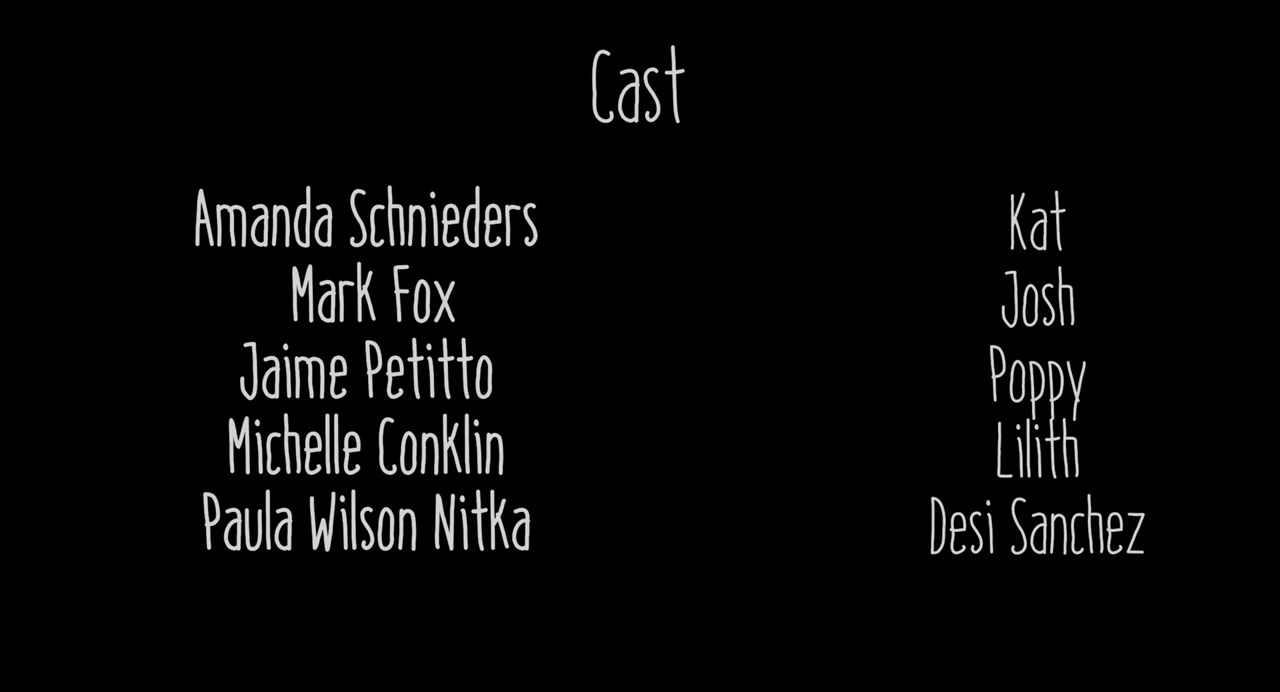 Cast
Amanda Schnieders Kat
Mark Fox Josh
Jaime Petitto Poppy
Michelle Conklin Lilith
Paula Wilson Nitka Desi Sanchez